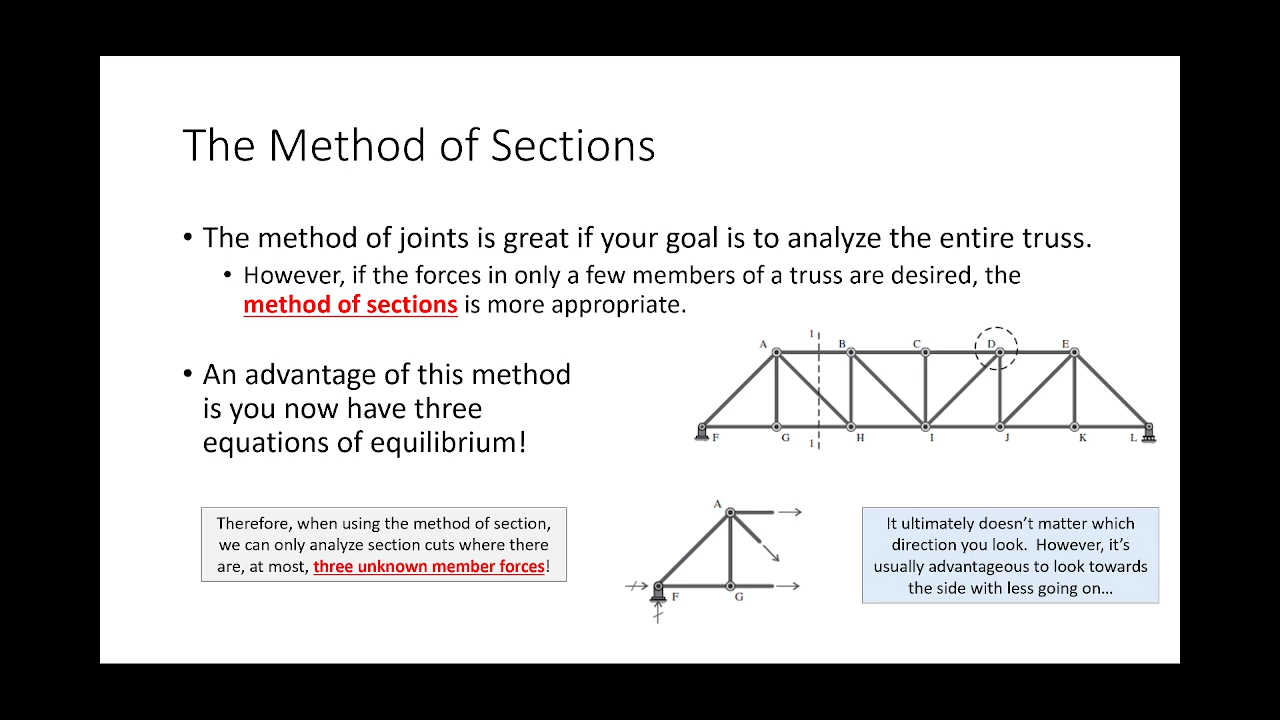 The Method of Sections
• The method of joints is great if your goal is to analyze the entire truss.
• However, if the forces in only a few members of a truss are desired, the
method of sections is more appropriate.
• An advantage of this method
is you now have three
equations of equilibrium!
I
A B C D E
F G H I J K L
I
Therefore, when using the method of section,
we can only analyze section cuts where there
are, at most, three unknown member forces!
A
F G
It ultimately doesn't matter which
direction you look. However, it's
usually advantageous to look towards
the side with less going on...